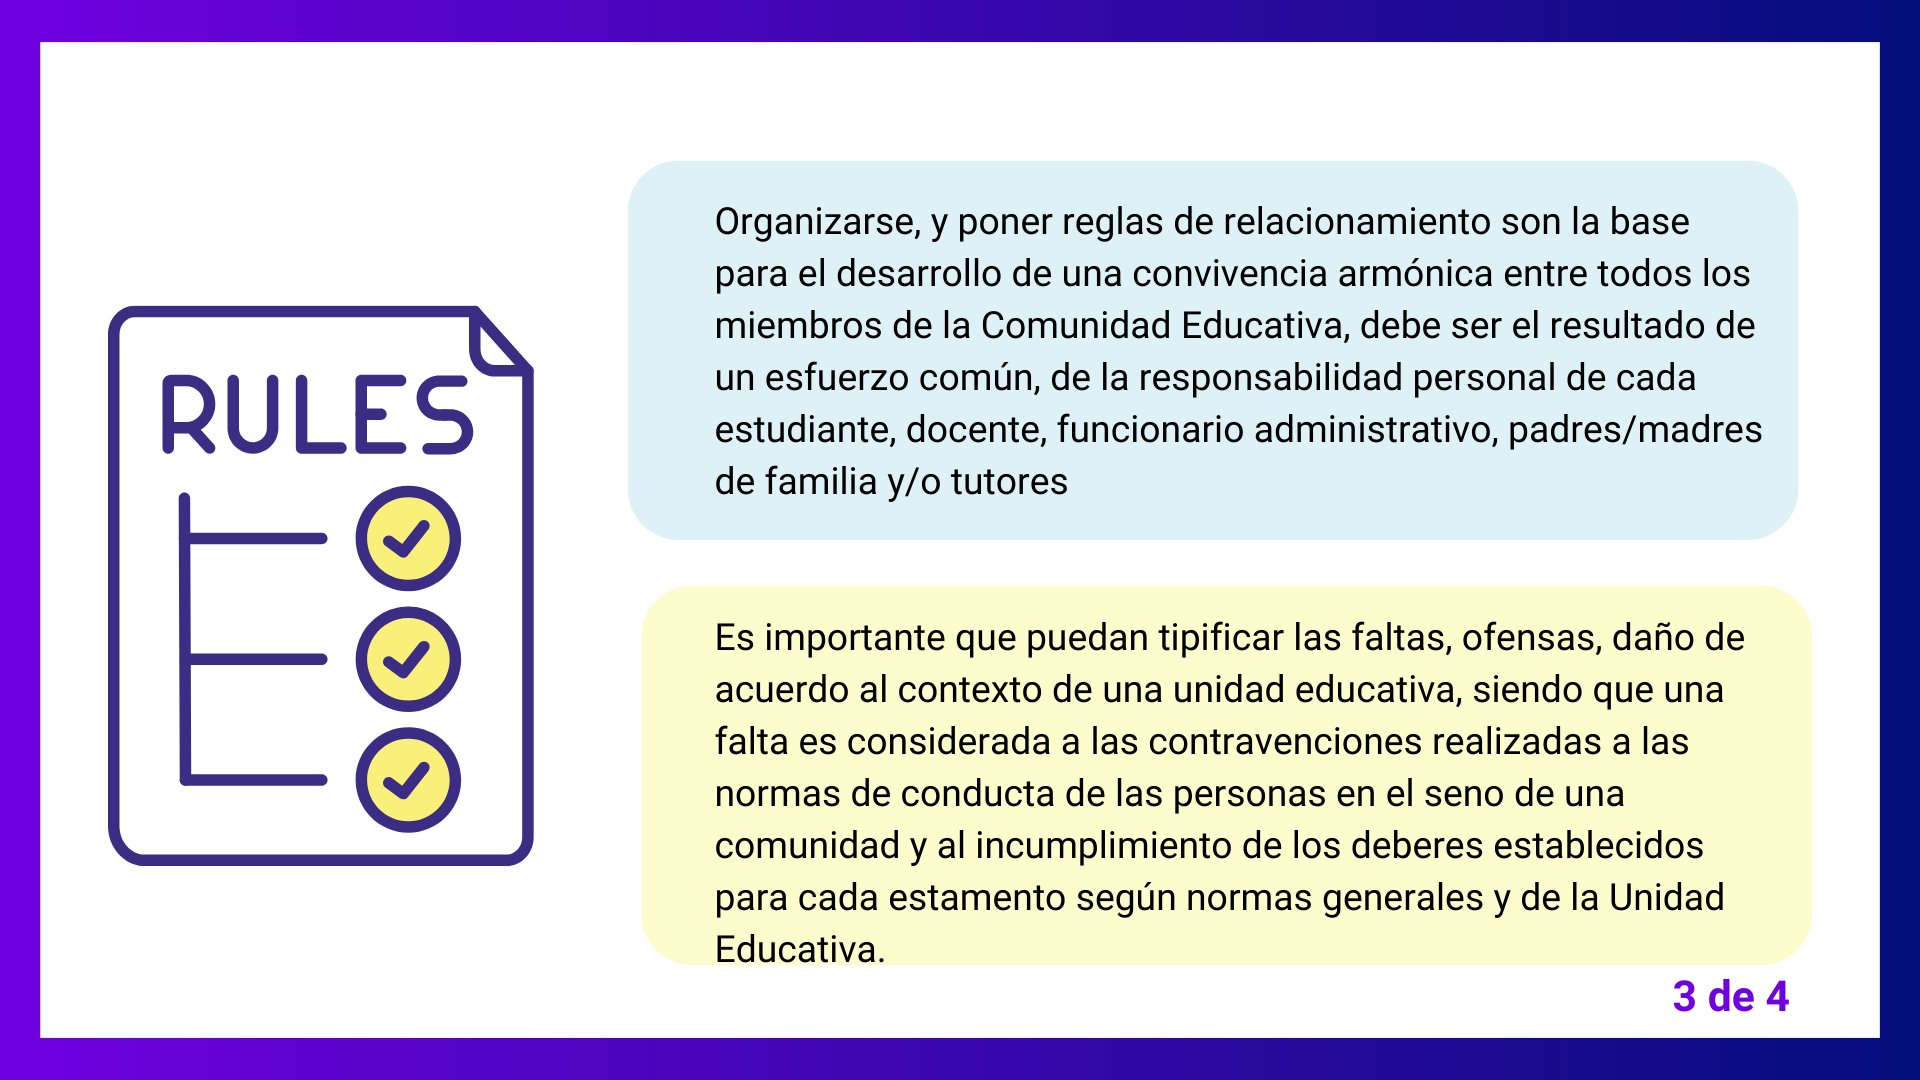 RULES
Organizarse, y poner reglas de relacionamiento son la base
para el desarrollo de una convivencia armónica entre todos los
miembros de la Comunidad Educativa, debe ser el resultado de
un esfuerzo común, de la responsabilidad personal de cada
estudiante, docente, funcionario administrativo, padres/madres
de familia y/o tutores
Es importante que puedan tipificar las faltas, ofensas, daño de
acuerdo al contexto de una unidad educativa, siendo que una
falta es considerada a las contravenciones realizadas a las
normas de conducta de las personas en el seno de una
comunidad y al incumplimiento de los deberes establecidos
para cada estamento según normas generales y de la Unidad
Educativa.
3 de 4